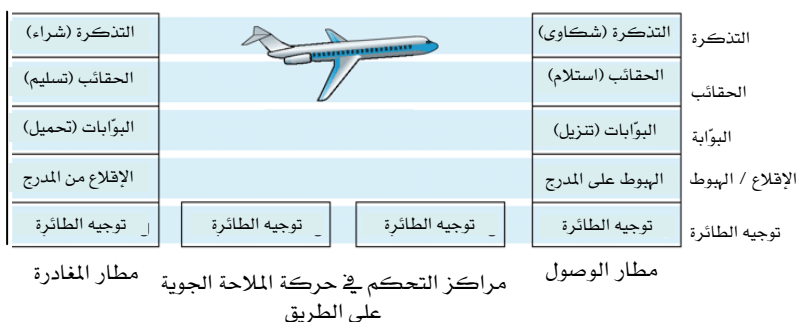 التذكرة (شراء)
التذكرة (شكاوى)
التذكرة
الحقائب (تسليم)
الحقائب (استلام)
الحقائب
البوّابات (تحميل)
البوّابات (تنزيل)
البوّابة
الإقلاع من المدرج
الهبوط على المدرج
الإقلاع / الهبوط
توجيه الطائرة
توجيه الطائرة
توجيه الطائرة
توجيه الطائرة
توجيه الطائرة
مطار المغادرة
مراكز التحكم في حركة الملاحة الجوية
على الطريق
مطار الوصول